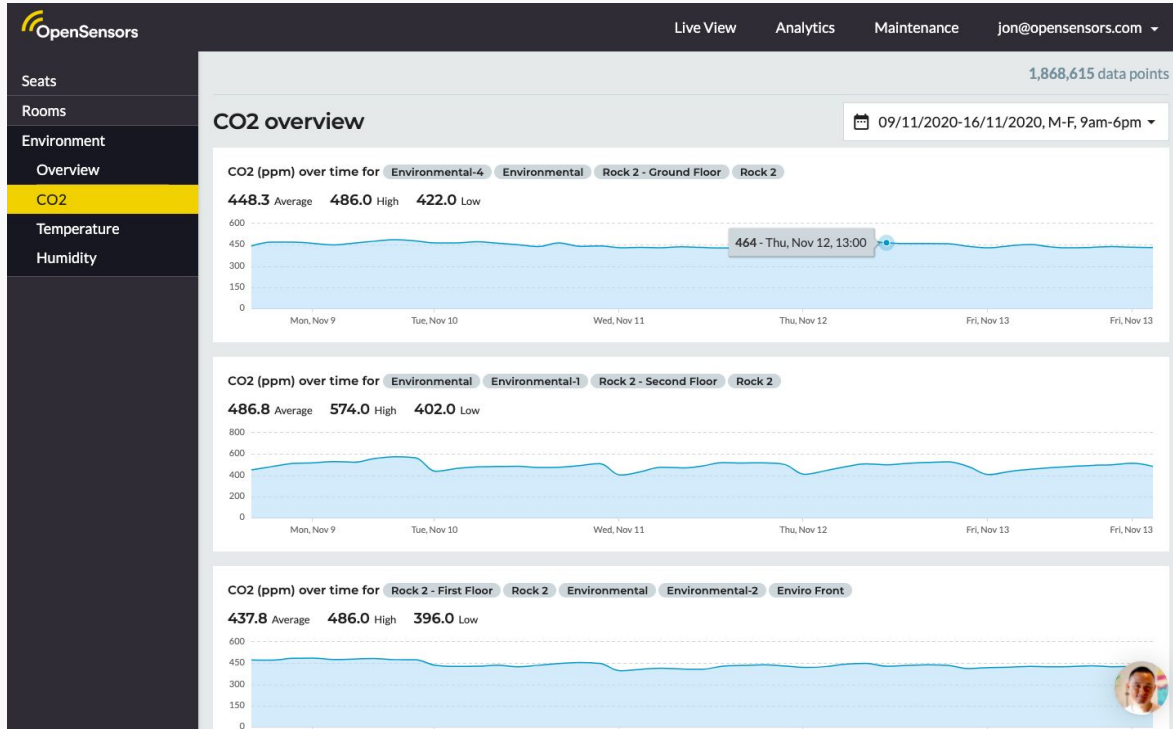 OpenSensors
Live View Analytics Maintenance jon@opensensors.com
Seats
Rooms
Environment
Overview
CO2
Temperature
Humidity
1,868,615 data points
CO2 overview
09/11/2020-16/11/2020, M-F, 9am-6pm
CO2 (ppm) over time for Environmental-4 Environmental Rock 2 - Ground Floor Rock 2
448.3 Average 486.0 High 422.0 Low
600
450
300
150
0
464 - Thu, Nov 12, 13:00
Mon, Nov 9 Tue, Nov 10 Wed, Nov 11 Thu, Nov 12 Fri, Nov 13 Fri, Nov 13
CO2 (ppm) over time for Environmental Environmental-1 Rock 2 - Second Floor Rock 2
486.8 Average 574.0 High 402.0 Low
800
600
400
200
0
Mon, Nov 9 Tue, Nov 10 Wed, Nov 11 Thu, Nov 12 Fri, Nov 13 Fri, Nov 13
CO2 (ppm) over time for Rock 2 - First Floor Rock 2 Environmental Environmental-2 Enviro Front
437.8 Average 486.0 High 396.0 Low
600
450
300
150
0